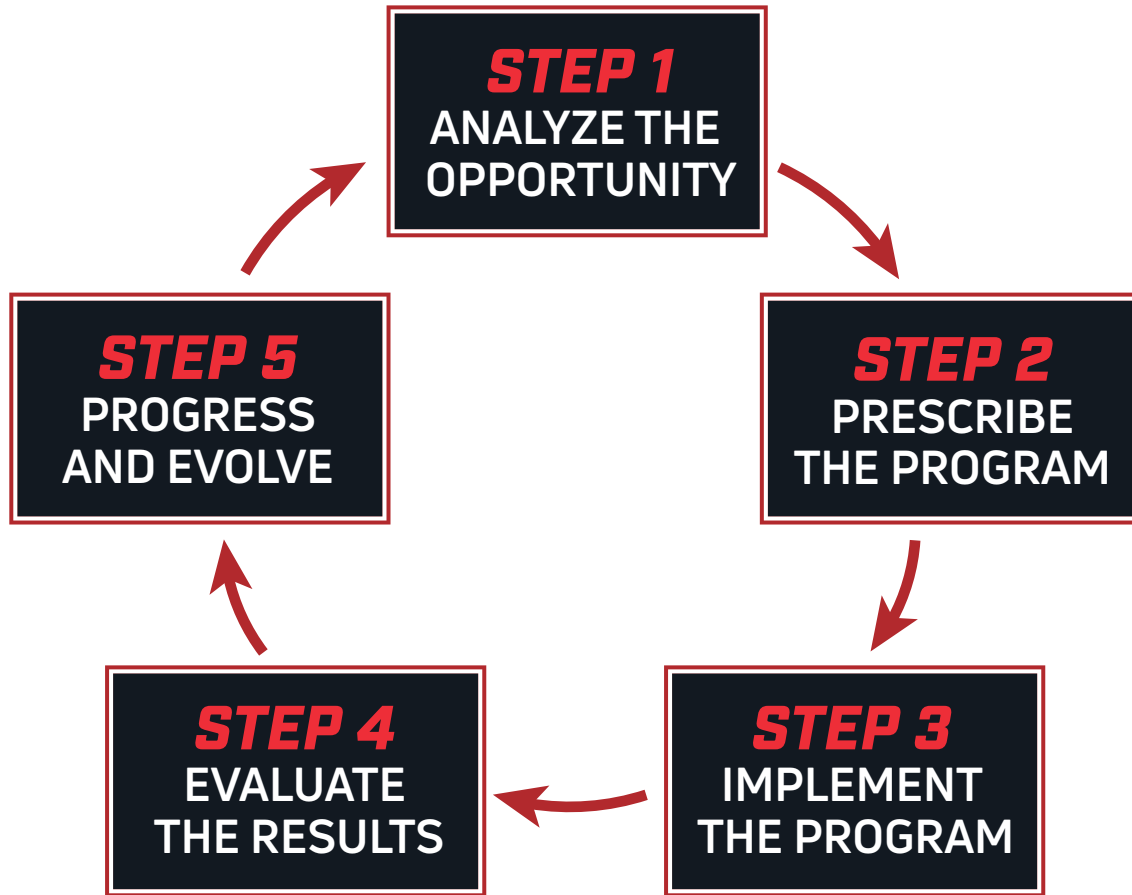 STEP 1
ANALYZE THE
OPPORTUNITY
STEP 2
PRESCRIBE
THE PROGRAM
STEP 3
IMPLEMENT
THE PROGRAM
STEP 4
EVALUATE
THE RESULTS
STEP 5
PROGRESS
AND EVOLVE